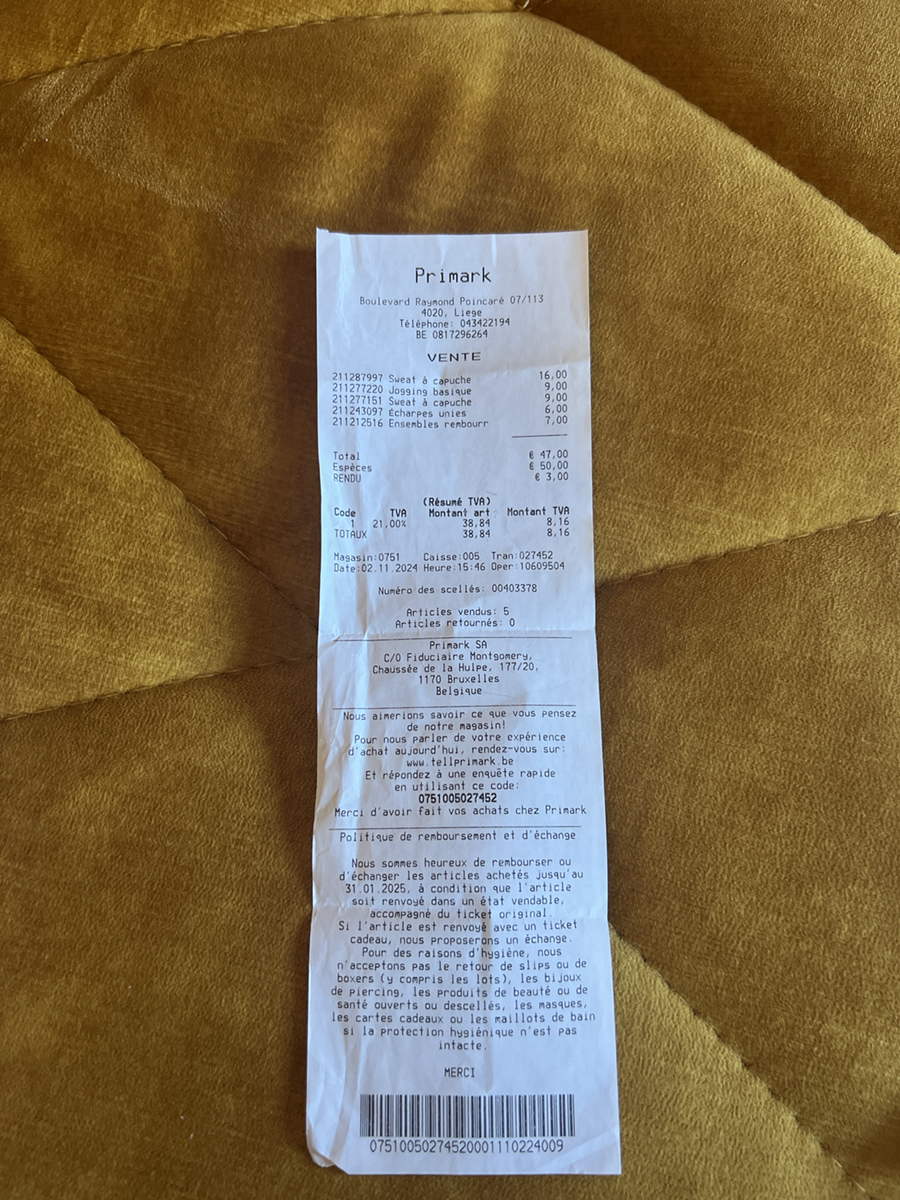 Primark
Boulevard Raymond Poincaré 07/113
4020, Liege
Téléphone: 043422194
BE 0817296264
VENTE
211287997 Sweat à capuche 16,00
211277220 Jogging basique 9,00
211277151 Sweat à capuche 9,00
211243097 Écharpes unies 6,00
211212516 Ensembles rembourr 7,00
Total € 47,00
Espèces € 50,00
RENDU € 3,00
(Résumé TVA)
Code TVA Montant art Montant TVA
1 21,00% 38,84 8,16
TOTAUX 38,84 8,16
Magasin:0751 Caisse:005 Tran:027452
Date:02.11.2024 Heure:15:46 Oper:10609504
Numéro des scellés: 00403378
Articles vendus: 5
Articles retournés: 0
Primark SA
C/O Fiduciaire Montgomery,
Chaussée de la Hulpe, 177/20,
1170 Bruxelles
Belgique
Nous aimerions savoir ce que vous pensez
de notre magasin!
Pour nous parler de votre expérience
d'achat aujourd'hui, rendez-vous sur:
www.tellprimark.be
Et répondez à une enquête rapide
en utilisant ce code:
0751005027452
Merci d'avoir fait vos achats chez Primark
Politique de remboursement et d'échange
Nous sommes heureux de rembourser ou
d'échanger les articles achetés jusqu'au
31.01.2025, à condition que l'article
soit renvoyé dans un état vendable,
accompagné du ticket original.
Si l'article est renvoyé avec un ticket
cadeau, nous proposerons un échange.
Pour des raisons d'hygiène, nous
n'acceptons pas le retour de slips ou de
boxers (y compris les lots), les bijoux
de piercing, les produits de beauté ou de
santé ouverts ou descellés, les masques,
les cartes cadeaux ou les maillots de bain
si la protection hygiénique n'est pas
intacte.
MERCI
07510050274520001110224009